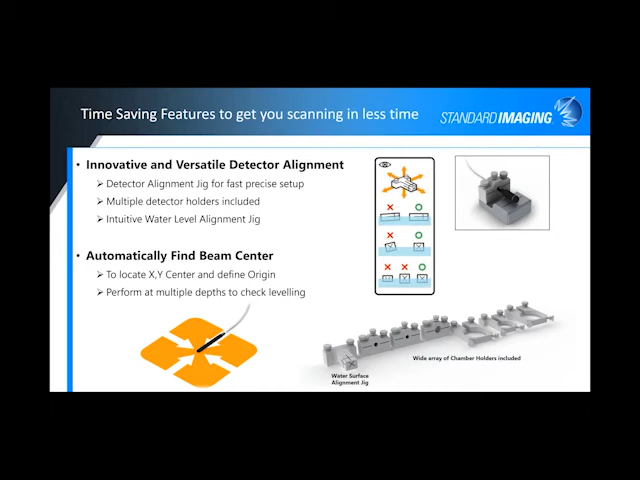 Time Saving Features to get you scanning in less time
STANDARD IMAGING
• Innovative and Versatile Detector Alignment
➢ Detector Alignment Jig for fast precise setup
➢ Multiple detector holders included
➢ Intuitive Water Level Alignment Jig
• Automatically Find Beam Center
➢ To locate X,Y Center and define Origin
➢ Perform at multiple depths to check levelling
Wide array of Chamber Holders included
Water Surface
Alignment Jig